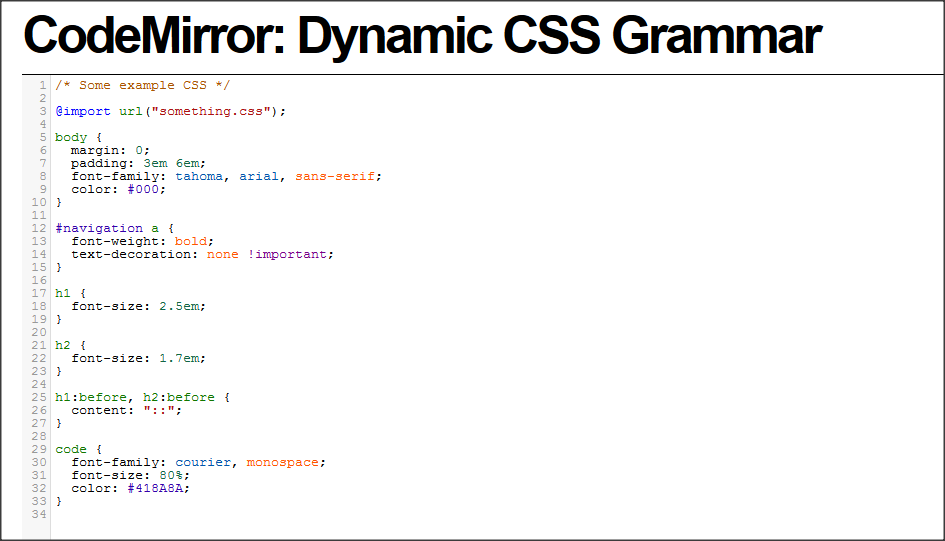 CodeMirror: Dynamic CSS Grammar
1 /* Some example CSS */
2
3 @import url("something.css");
4
5 body {
6   margin: 0;
7   padding: 3em 6em;
8   font-family: tahoma, arial, sans-serif;
9   color: #000;
10 }
11
12 #navigation a {
13   font-weight: bold;
14   text-decoration: none !important;
15 }
16
17 h1 {
18   font-size: 2.5em;
19 }
20
21 h2 {
22   font-size: 1.7em;
23 }
24
25 h1:before, h2:before {
26   content: "::";
27 }
28
29 code {
30   font-family: courier, monospace;
31   font-size: 80%;
32   color: #418A8A;
33 }
34